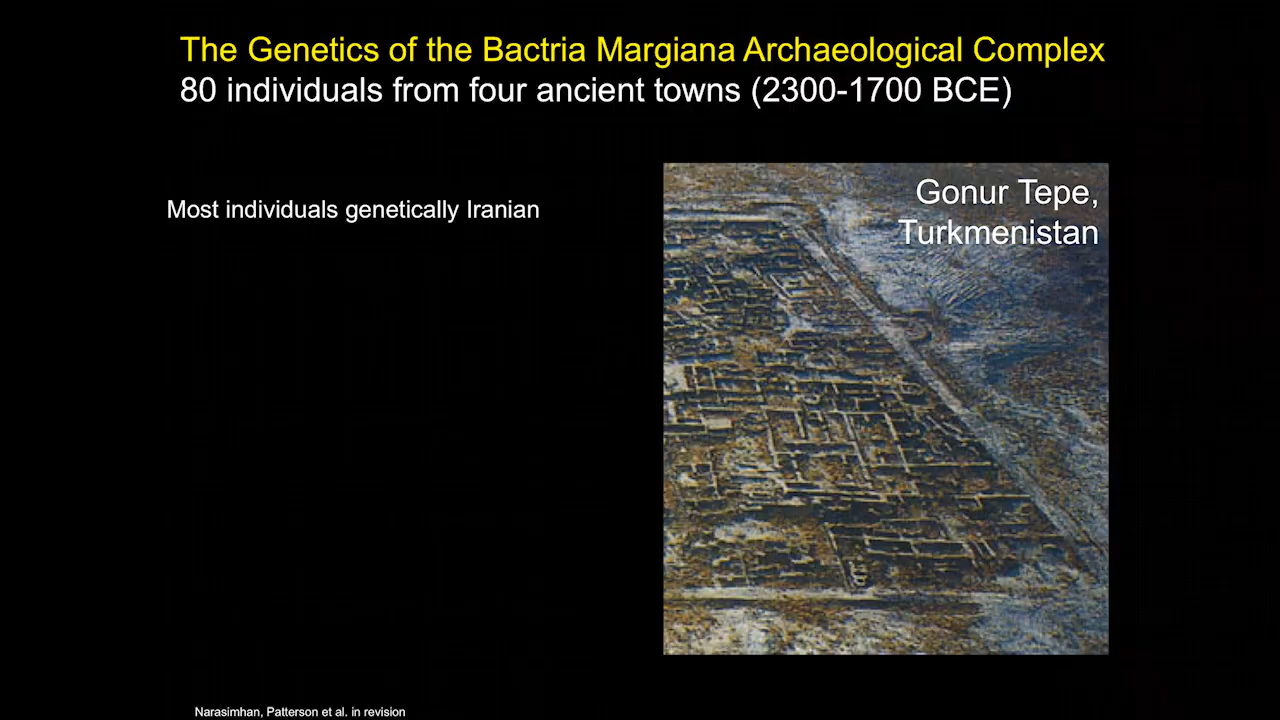 The Genetics of the Bactria Margiana Archaeological Complex
80 individuals from four ancient towns (2300-1700 BCE)
Most individuals genetically Iranian
Gonur Tepe,
Turkmenistan
Narasimhan, Patterson et al. in revision